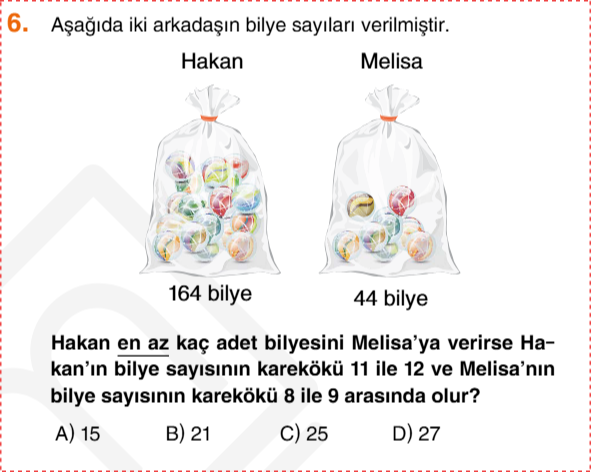 6. Aşağıda iki arkadaşın bilye sayıları verilmiştir.
Hakan Melisa
164 bilye 44 bilye
Hakan en az kaç adet bilyesini Melisa'ya verirse Ha-
kan'ın bilye sayısının karekökü 11 ile 12 ve Melisa'nın
bilye sayısının karekökü 8 ile 9 arasında olur?
A) 15 B) 21 C) 25 D) 27